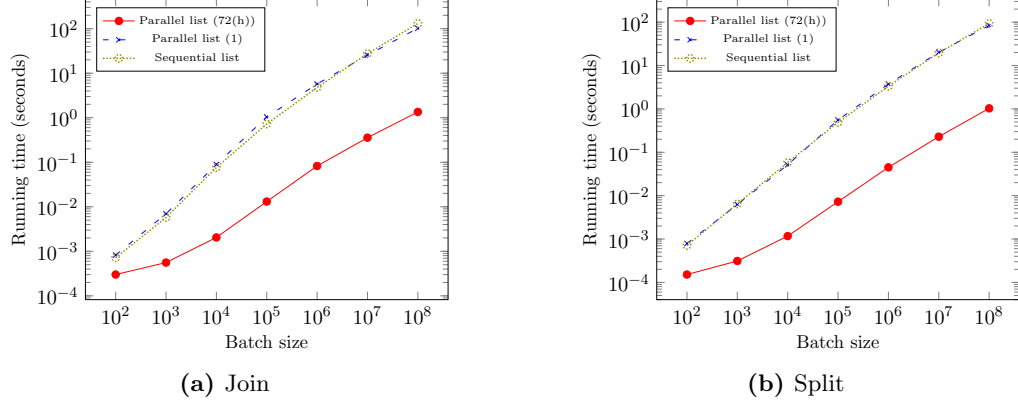 Parallel list (72(h))
Parallel list (1)
Sequential list
Running time (seconds)
10^2
10^1
10^0
10^−1
10^−2
10^−3
10^−4
10^2 10^3 10^4 10^5 10^6 10^7 10^8
Batch size
(a) Join
Parallel list (72(h))
Parallel list (1)
Sequential list
Running time (seconds)
10^2
10^1
10^0
10^−1
10^−2
10^−3
10^−4
10^2 10^3 10^4 10^5 10^6 10^7 10^8
Batch size
(b) Split